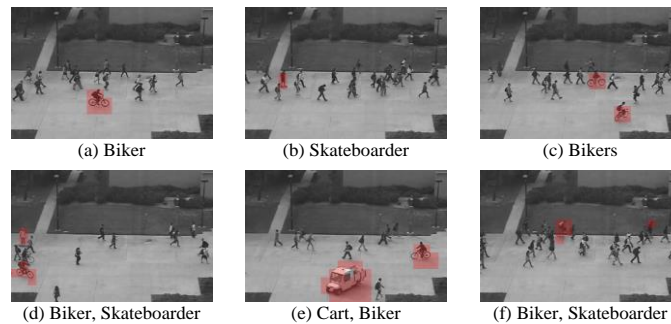 (a) Biker
(b) Skateboarder
(c) Bikers
(d) Biker, Skateboarder
(e) Cart, Biker
(f) Biker, Skateboarder